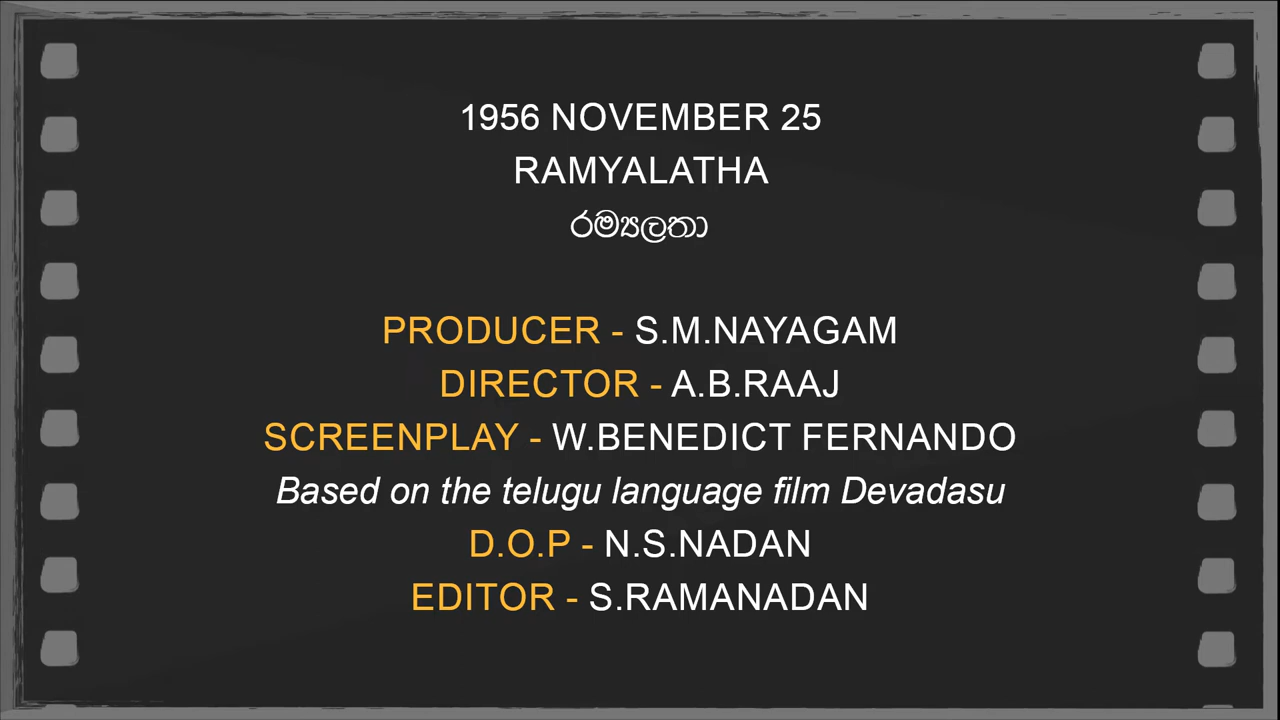 1956 NOVEMBER 25
RAMYALATHA
රම්‍යලතා
PRODUCER - S.M.NAYAGAM
DIRECTOR - A.B.RAAJ
SCREENPLAY - W.BENEDICT FERNANDO
Based on the telugu language film Devadasu
D.O.P - N.S.NADAN
EDITOR - S.RAMANADAN